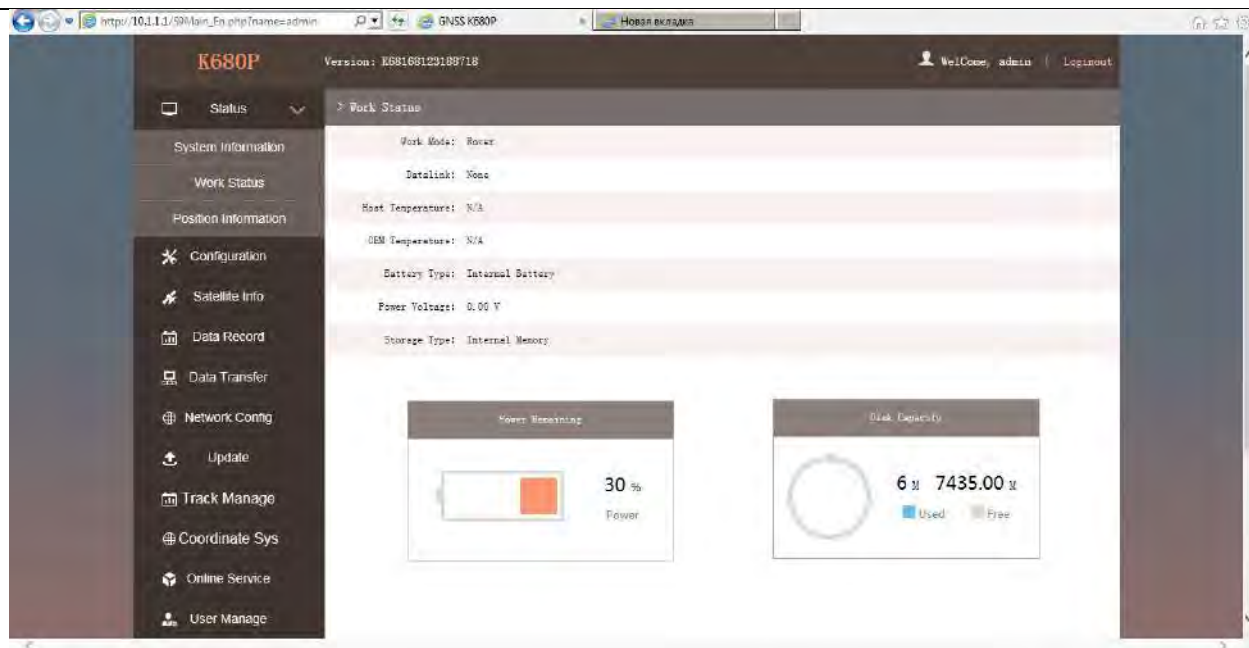 http://10.1.1.1/S9Main_En.php?name=admin
GNSS K680P
Новая вкладка
K680P
Version: K68168123188718
WelCome, admin | Loginout
Status
> Work Status
System Information
Work Status
Position Information
Configuration
Satellite Info
Data Record
Data Transfer
Network Config
Update
Track Manage
Coordinate Sys
Online Service
User Manage
Work Mode: Rover
Datalink: None
Host Temperature: N/A
OEM Temperature: N/A
Battery Type: Internal Battery
Power Voltage: 0.00 V
Storage Type: Internal Memory
Power Remaining
30 %
Power
Disk Capacity
6 M 7435.00 M
Used Free